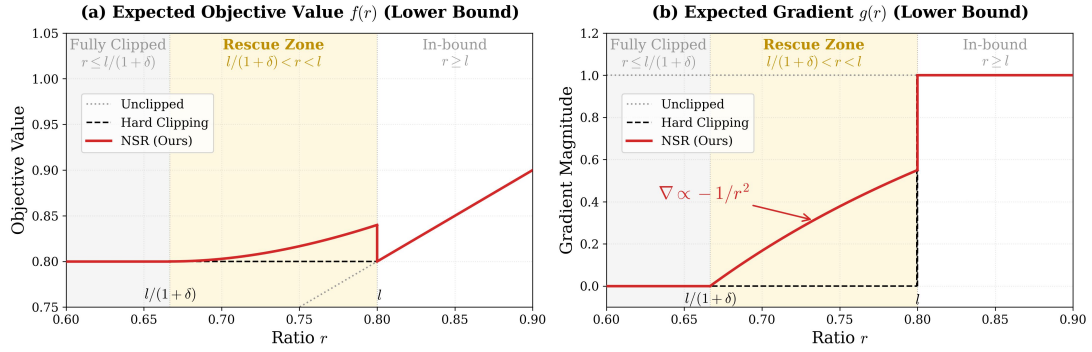 (a) Expected Objective Value f(r) (Lower Bound)
Fully Clipped
r ≤ l/(1 + δ)
Rescue Zone
l/(1 + δ) < r < l
In-bound
r ≥ l
Unclipped
Hard Clipping
NSR (Ours)
Objective Value
1.05
1.00
0.95
0.90
0.85
0.80
0.75
l/(1 + δ)
l
0.60
0.65
0.70
0.75
0.80
0.85
0.90
Ratio r
(b) Expected Gradient g(r) (Lower Bound)
Fully Clipped
r ≤ l/(1 + δ)
Rescue Zone
l/(1 + δ) < r < l
In-bound
r ≥ l
Unclipped
Hard Clipping
NSR (Ours)
∇ ∝ −1/r²
Gradient Magnitude
1.2
1.0
0.8
0.6
0.4
0.2
0.0
l/(1 + δ)
l
0.60
0.65
0.70
0.75
0.80
0.85
0.90
Ratio r